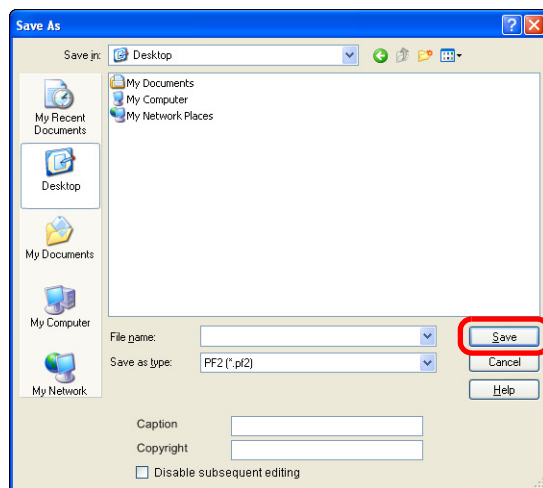 Save As
Save in: Desktop
My Recent
Documents
Desktop
My Documents
My Computer
My Network
My Documents
My Computer
My Network Places
File name:
Save
Save as type: PF2 (*.pf2)
Cancel
Help
Caption
Copyright
Disable subsequent editing